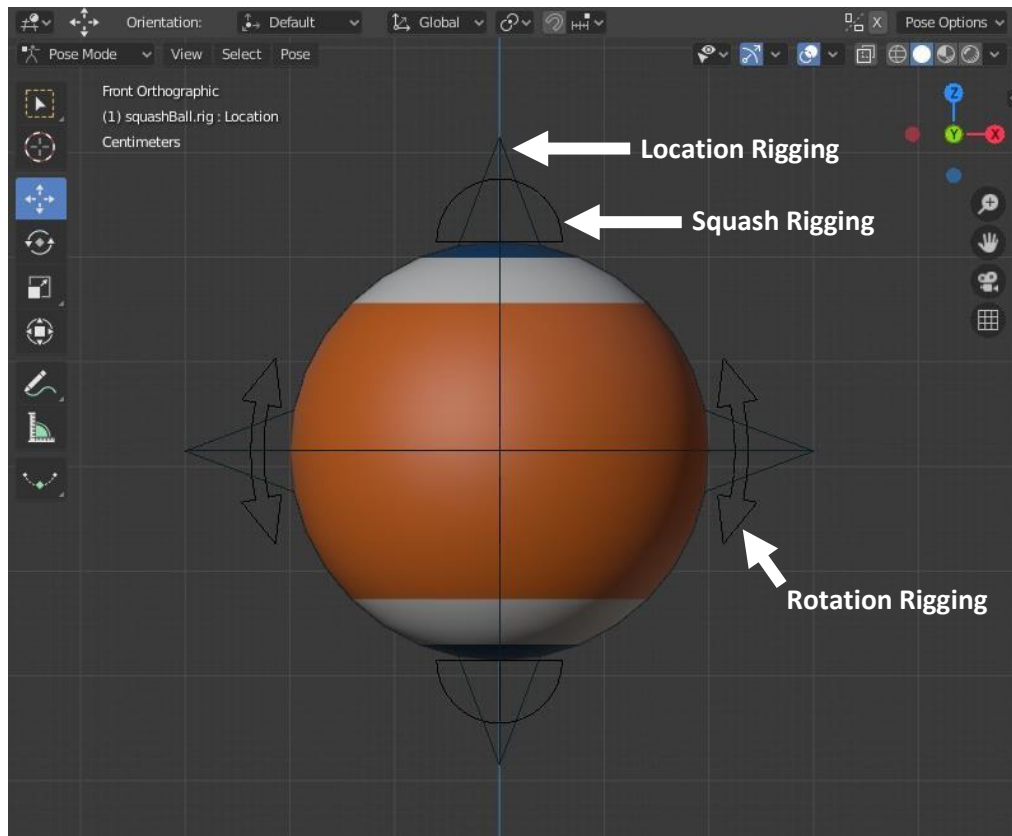 Orientation: Default Global X Pose Options
Pose Mode View Select Pose
Front Orthographic
(1) squashBall.rig : Location
Centimeters
Z
Y X
Location Rigging
Squash Rigging
Rotation Rigging